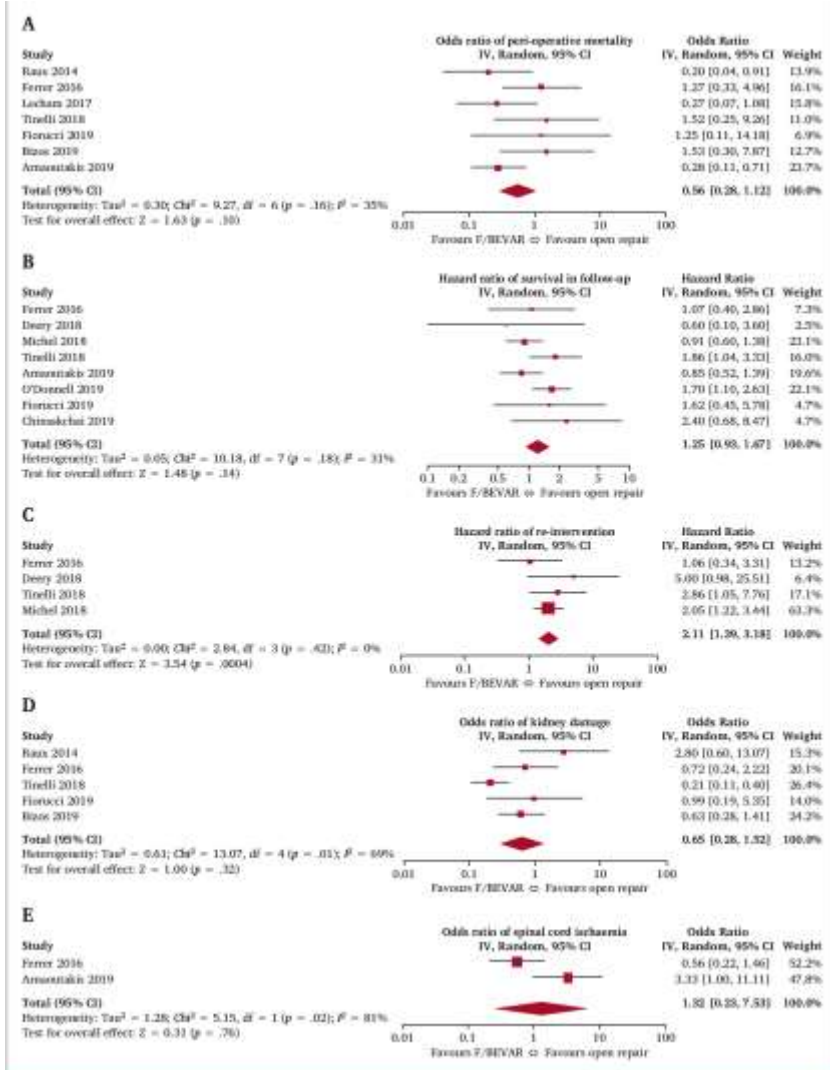 A
Odds ratio of peri-operative mortality Odds Ratio
Study IV, Random, 95% CI IV, Random, 95% CI Weight
Raux 2014 0.20 [0.04, 0.91] 13.9%
Ferrer 2016 1.27 [0.33, 4.96] 16.1%
Locham 2017 0.27 [0.07, 1.08] 15.8%
Tinelli 2018 1.52 [0.25, 9.26] 11.0%
Fiorucci 2019 1.25 [0.11, 14.18] 6.9%
Bizos 2019 1.53 [0.30, 7.87] 12.7%
Arnaoutakis 2019 0.28 [0.11, 0.71] 23.7%
Total (95% CI) 0.56 [0.28, 1.12] 100.0%
Heterogeneity: Tau² = 0.30; Chi² = 9.27, df = 6 (p = .16); I² = 35%
Test for overall effect: Z = 1.63 (p = .10)
0.01 0.1 1 10 100
Favours F/BEVAR ⇔ Favours open repair
B
Hazard ratio of survival in follow-up Hazard Ratio
Study IV, Random, 95% CI IV, Random, 95% CI Weight
Ferrer 2016 1.07 [0.40, 2.86] 7.3%
Deery 2018 0.60 [0.10, 3.60] 2.5%
Michel 2018 0.91 [0.60, 1.38] 23.1%
Tinelli 2018 1.86 [1.04, 3.33] 16.0%
Arnaoutakis 2019 0.85 [0.52, 1.39] 19.6%
O'Donnell 2019 1.70 [1.10, 2.63] 22.1%
Fiorucci 2019 1.62 [0.45, 5.78] 4.7%
2019 2.40 [0.68, 8.47] 4.7%
Total (95% CI) 1.25 [0.93, 1.67] 100.0%
Heterogeneity: Tau² = 0.05; Chi² = 10.18, df = 7 (p = .18); I² = 31%
Test for overall effect: Z = 1.48 (p = .14)
0.1 0.2 0.5 1 2 5 10
Favours F/BEVAR ⇔ Favours open repair
C
Hazard ratio of re-intervention Hazard Ratio
Study IV, Random, 95% CI IV, Random, 95% CI Weight
Ferrer 2016 1.06 [0.34, 3.31] 13.2%
Deery 2018 5.00 [0.98, 25.51] 6.4%
Tinelli 2018 2.86 [1.05, 7.76] 17.1%
Michel 2018 2.05 [1.22, 3.44] 63.3%
Total (95% CI) 2.11 [1.39, 3.18] 100.0%
Heterogeneity: Tau² = 0.00; Chi² = 2.84, df = 3 (p = .42); I² = 0%
Test for overall effect: Z = 3.54 (p = .0004)
0.01 0.1 1 10 100
Favours F/BEVAR ⇔ Favours open repair
D
Odds ratio of kidney damage Odds Ratio
Study IV, Random, 95% CI IV, Random, 95% CI Weight
Raux 2014 2.80 [0.60, 13.07] 15.3%
Ferrer 2016 0.72 [0.24, 2.22] 20.1%
Tinelli 2018 0.21 [0.11, 0.40] 26.4%
Fiorucci 2019 0.99 [0.19, 5.35] 14.0%
Bizos 2019 0.63 [0.28, 1.41] 24.2%
Total (95% CI) 0.65 [0.28, 1.52] 100.0%
Heterogeneity: Tau² = 0.61; Chi² = 13.07, df = 4 (p = .01); I² = 69%
Test for overall effect: Z = 1.00 (p = .32)
0.01 0.1 1 10 100
Favours F/BEVAR ⇔ Favours open repair
E
Odds ratio of spinal cord ischaemia Odds Ratio
Study IV, Random, 95% CI IV, Random, 95% CI Weight
Ferrer 2016 0.56 [0.22, 1.46] 52.2%
Arnaoutakis 2019 3.33 [1.00, 11.11] 47.8%
Total (95% CI) 1.32 [0.23, 7.53] 100.0%
Heterogeneity: Tau² = 1.28; Chi² = 5.15, df = 1 (p = .02); I² = 81%
Test for overall effect: Z = 0.31 (p = .76)
0.01 0.1 1 10 100
Favours F/BEVAR ⇔ Favours open repair